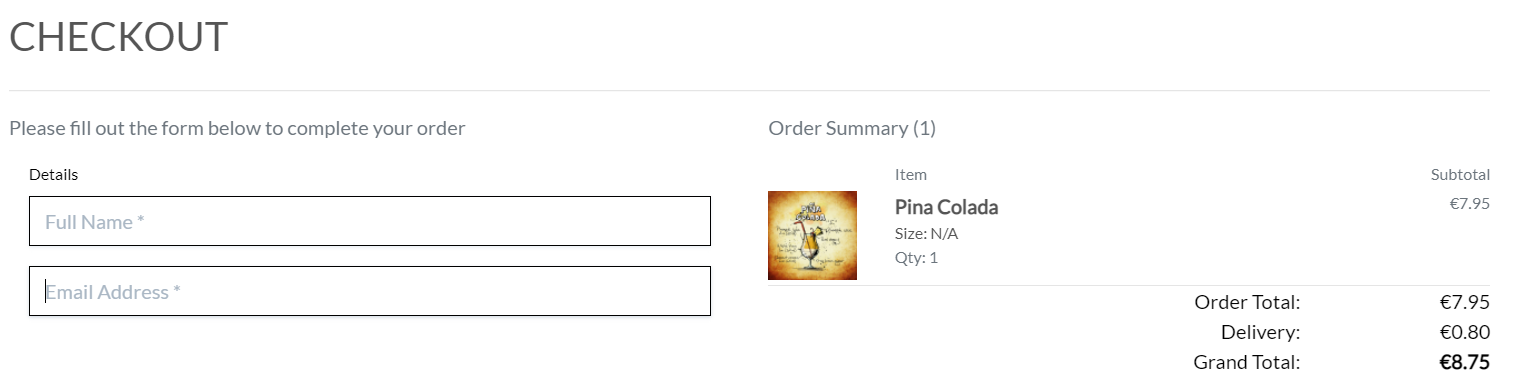 CHECKOUT
Please fill out the form below to complete your order
Details
Full Name *
Email Address *
Order Summary (1)
Item Subtotal
Pina Colada €7.95
Size: N/A
Qty: 1
Order Total: €7.95
Delivery: €0.80
Grand Total: €8.75